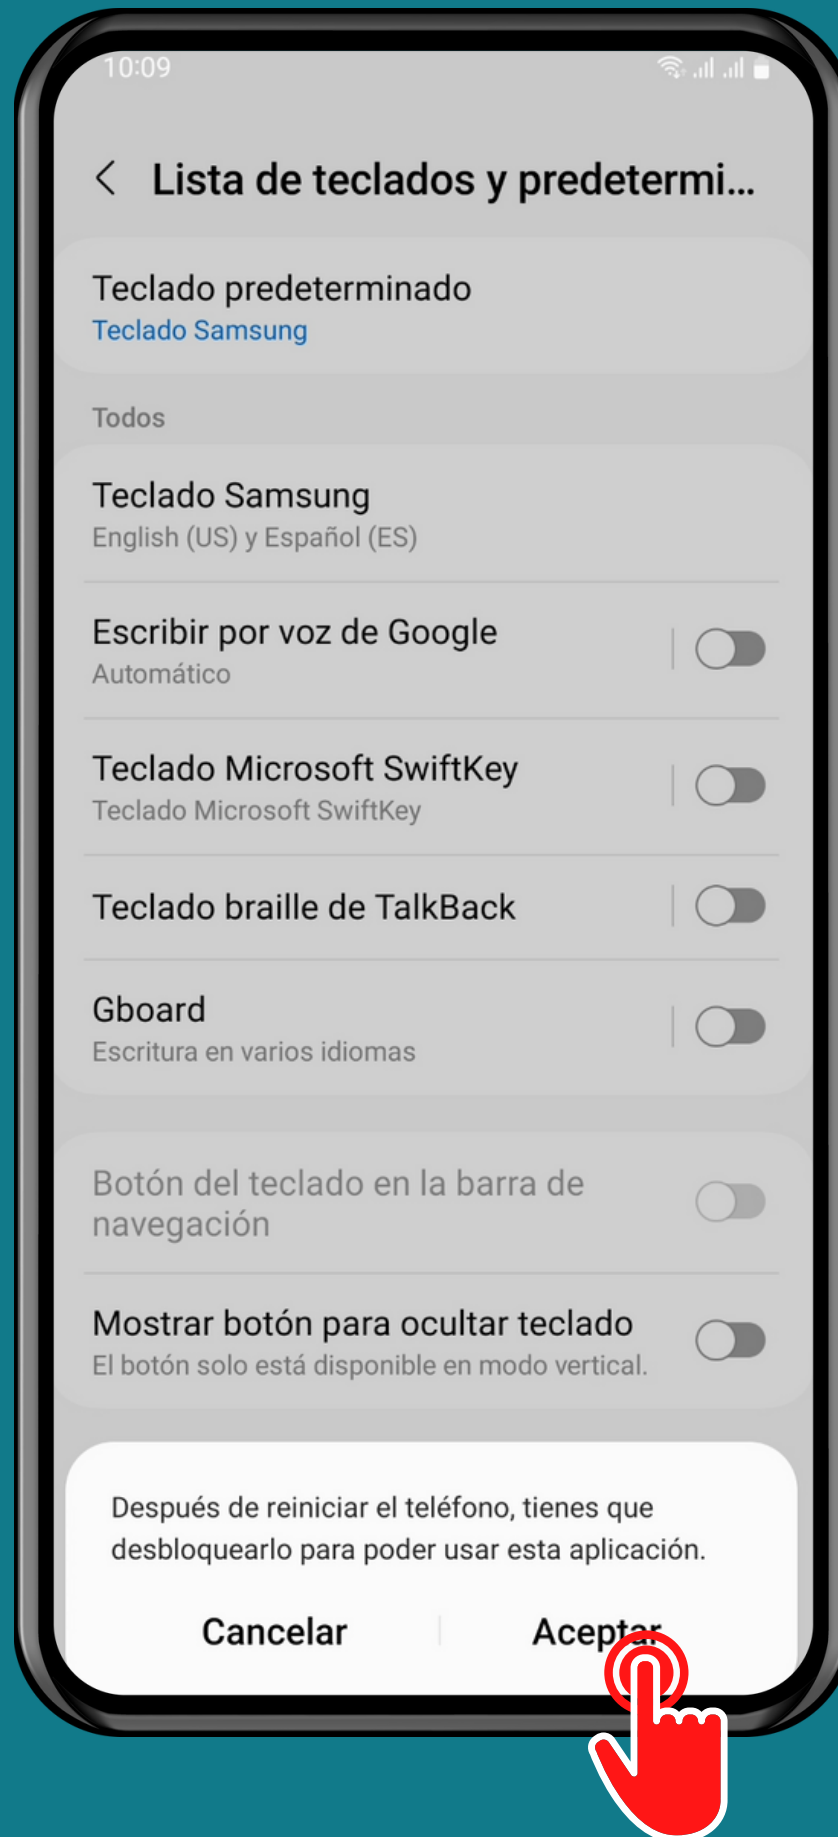 10:09
Lista de teclados y predetermi...
Teclado predeterminado
Teclado Samsung
Todos
Teclado Samsung
English (US) y Español (ES)
Escribir por voz de Google
Automático
Teclado Microsoft SwiftKey
Teclado Microsoft SwiftKey
Teclado braille de TalkBack
Gboard
Escritura en varios idiomas
Botón del teclado en la barra de
navegación
Mostrar botón para ocultar teclado
El botón solo está disponible en modo vertical.
Después de reiniciar el teléfono, tienes que
desbloquearlo para poder usar esta aplicación.
Cancelar
Aceptar